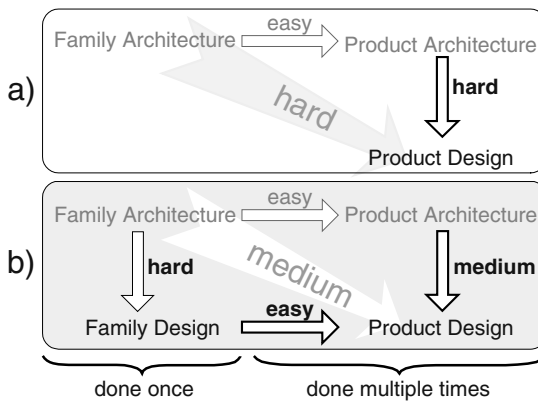 easy
Family Architecture Product Architecture
a)
hard hard
Product Design
easy
Family Architecture Product Architecture
b)
hard medium medium
easy
Family Design Product Design
done once done multiple times